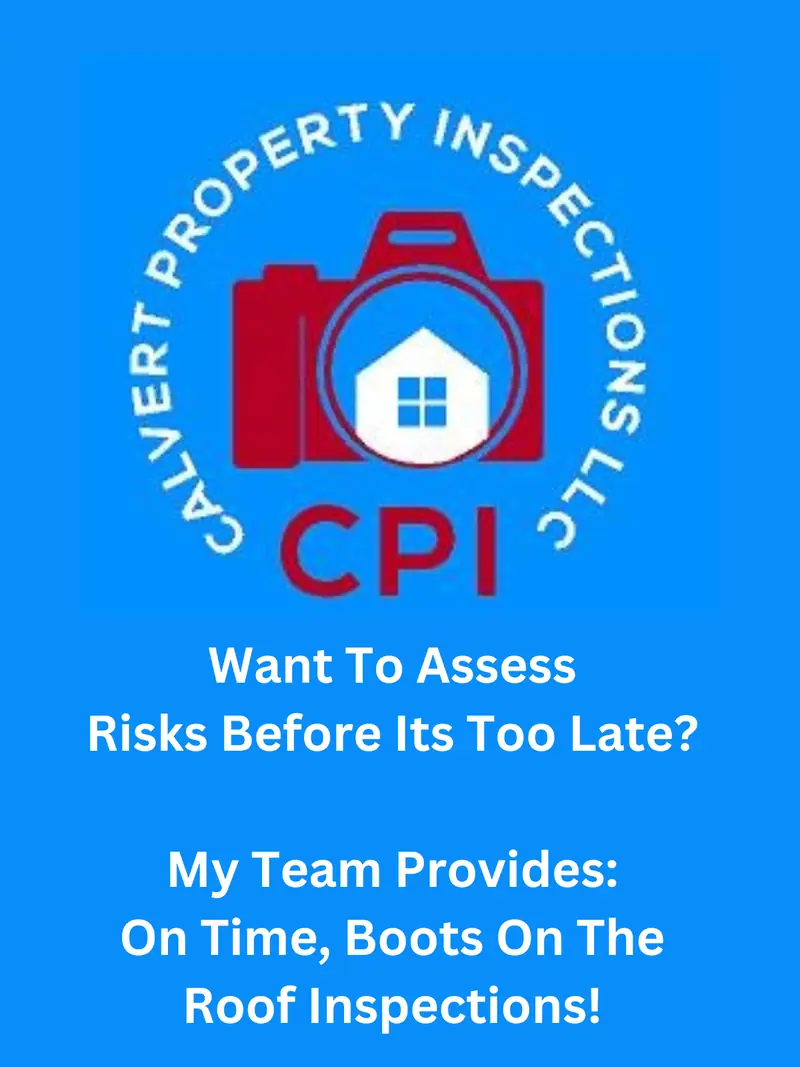 CALVERT PROPERTY INSPECTIONS LLC
CPI
Want To Assess
Risks Before Its Too Late?
My Team Provides:
On Time, Boots On The
Roof Inspections!